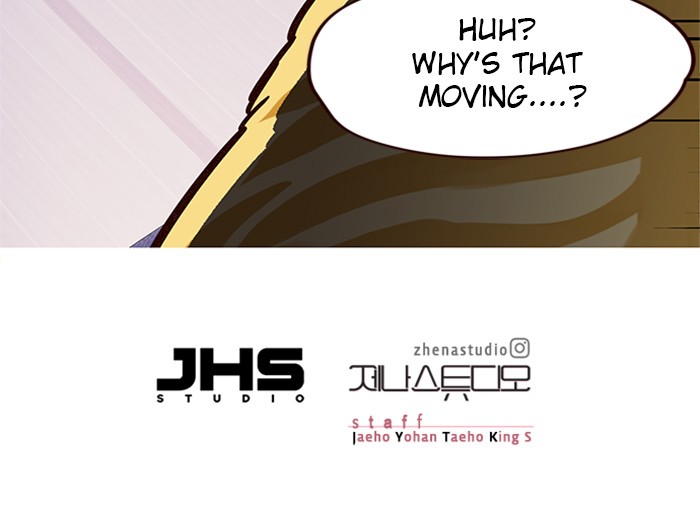 HUH?
WHY'S THAT
MOVING....?
JHS
STUDIO
zhenastudio
제나스튜디오
staff
Jaeho Yohan Taeho King S